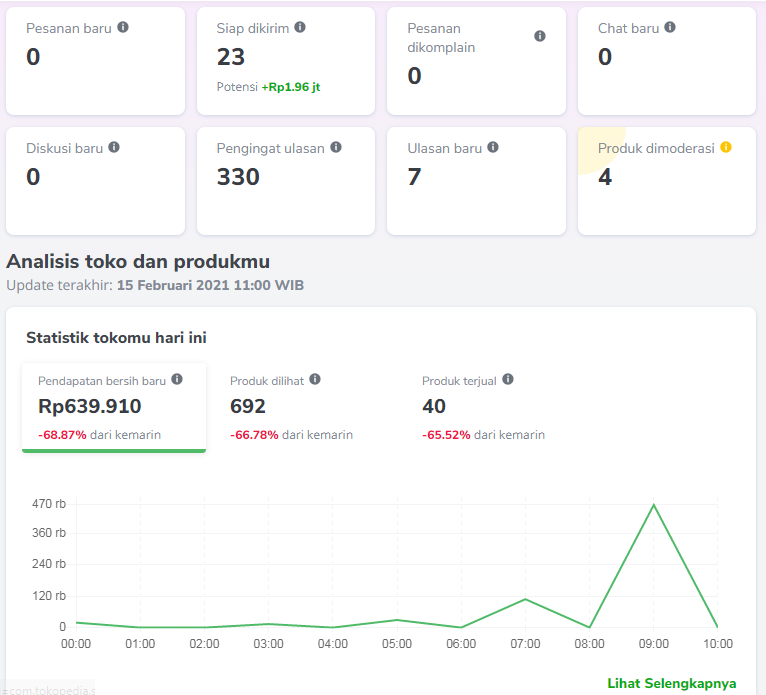 Pesanan baru
0
Siap dikirim
23
Potensi +Rp1.96 jt
Pesanan
dikomplain
0
Chat baru
0
Diskusi baru
0
Pengingat ulasan
330
Ulasan baru
7
Produk dimoderasi
4
Analisis toko dan produkmu
Update terakhir: 15 Februari 2021 11:00 WIB
Statistik tokomu hari ini
Pendapatan bersih baru
Rp639.910
-68.87% dari kemarin
Produk dilihat
692
-66.78% dari kemarin
Produk terjual
40
-65.52% dari kemarin
470 rb
360 rb
240 rb
120 rb
0
00:00 01:00 02:00 03:00 04:00 05:00 06:00 07:00 08:00 09:00 10:00
Lihat Selengkapnya
=com.tokopedia.s